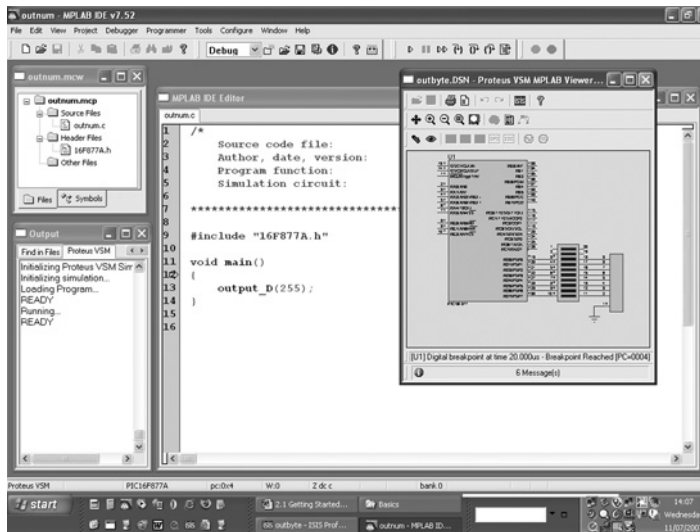 outnum - MPLAB IDE v7.52
File Edit View Project Debugger Programmer Tools Configure Window Help
Debug
outnum.mcw
outnum.mcp
Source Files
outnum.c
Header Files
16F877A.h
Other Files
Files Symbols
Output
Find in Files Proteus VSM
Initializing Proteus VSM Sim
Initializing simulation...
Loading Program...
READY
Running...
READY
MPLAB IDE Editor
outnum.c
1 /*
2 Source code file:
3 Author, date, version:
4 Program function:
5 Simulation circuit:
6
7 ******************************
8
9 #include "16F877A.h"
10
11 void main()
12 {
13 output_D(255);
14 }
15
16
outbyte.DSN - Proteus VSM MPLAB Viewer...
U1
[U1] Digital breakpoint at time 20.000us - Breakpoint Reached [PC=0004]
6 Message(s)
Proteus VSM PIC16F877A pc:0x4 W:0 Z dc c bank 0
start
2.1 Getting Started...
Basics
14:07
Wednesda
isis outbyte - ISIS Prof...
outnum - MPLAB ID...
11/07/200